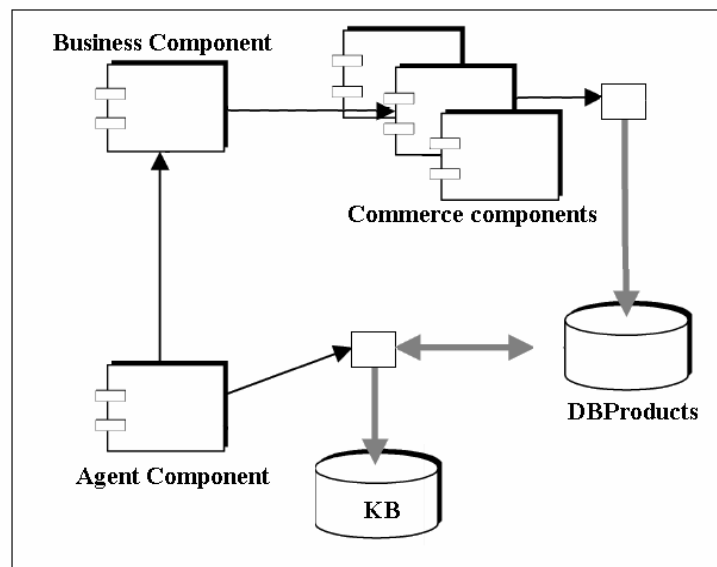 Business Component
Commerce components
DBProducts
Agent Component
KB